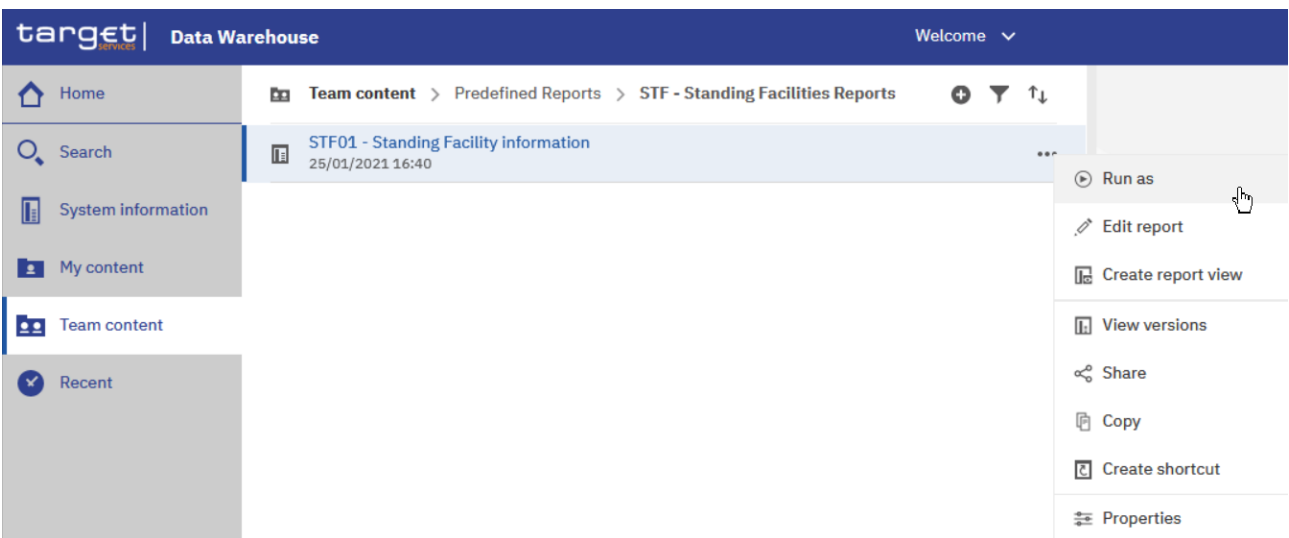 target| Data Warehouse Welcome
services
Home
Team content > Predefined Reports > STF - Standing Facilities Reports
Search
STF01 - Standing Facility information
25/01/2021 16:40
System information
My content
Team content
Recent
Run as
Edit report
Create report view
View versions
Share
Copy
Create shortcut
Properties